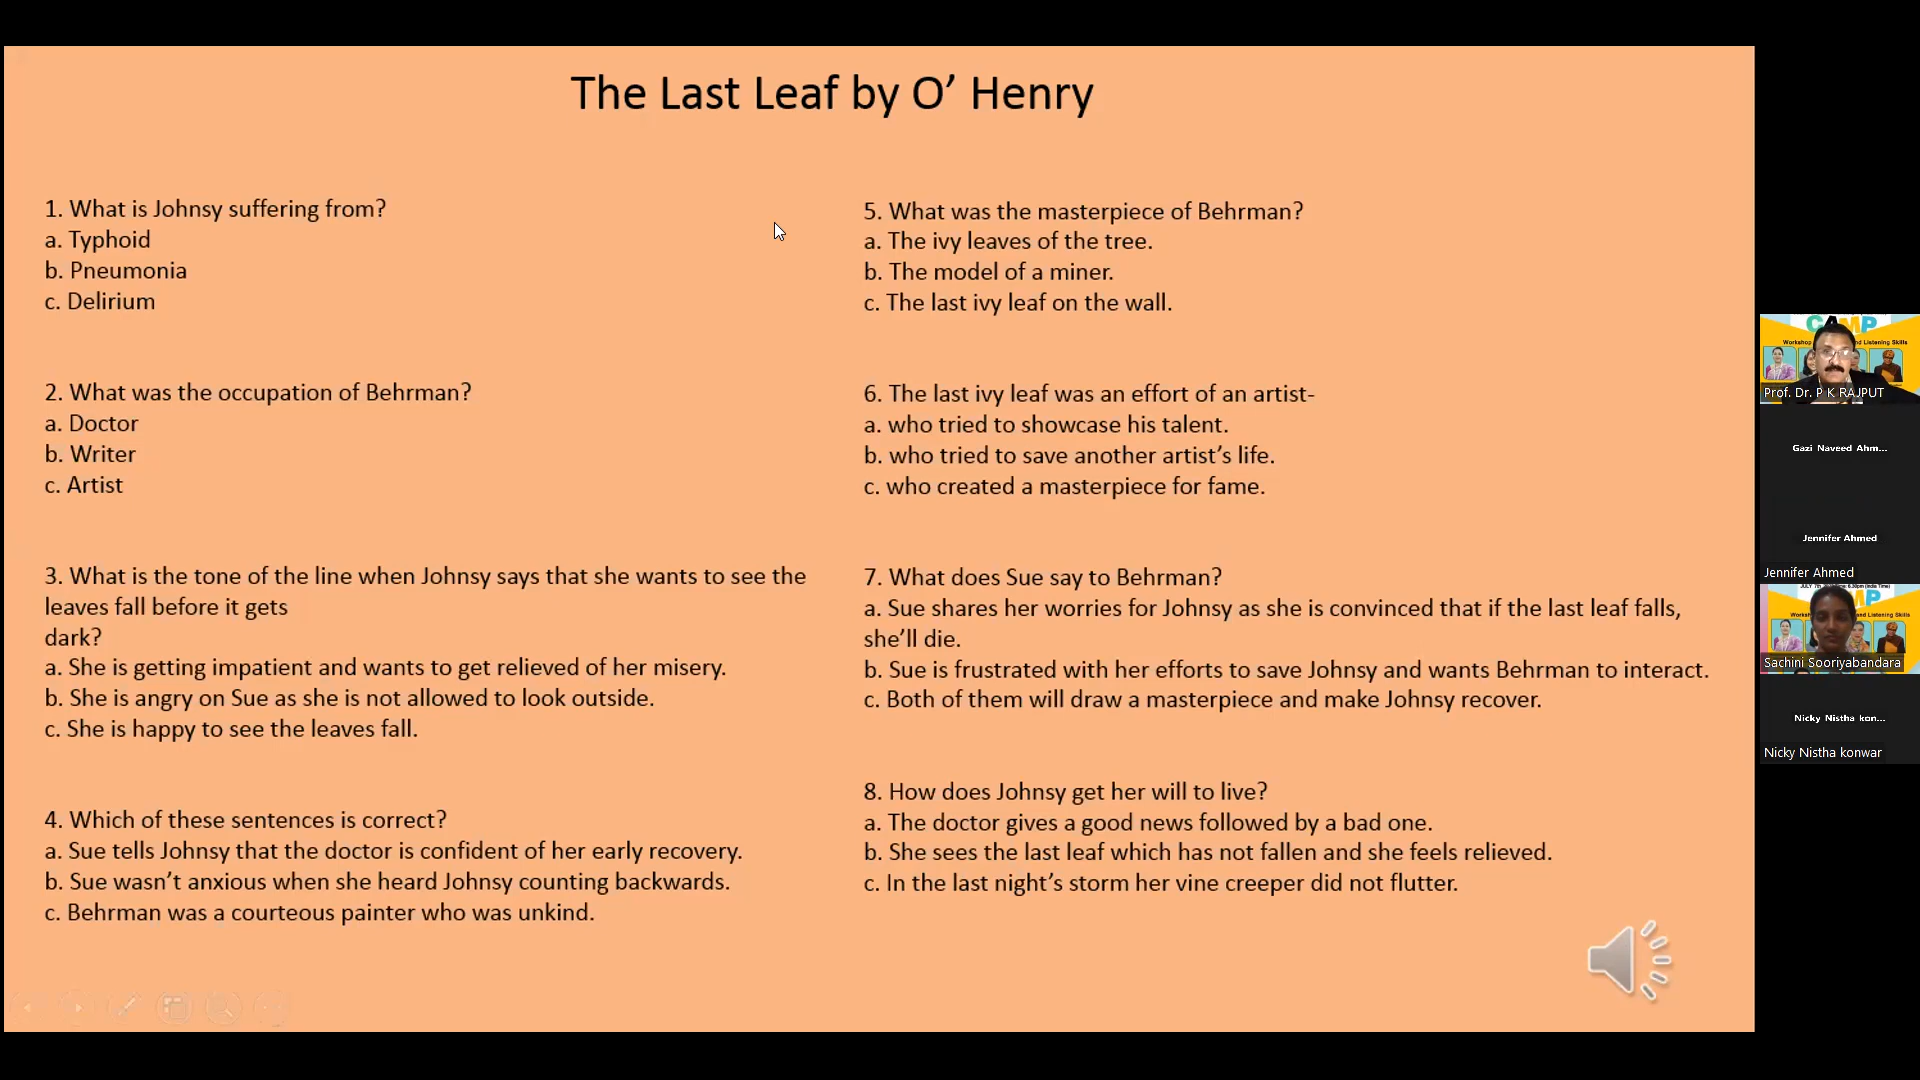 The Last Leaf by O’ Henry
1. What is Johnsy suffering from?
a. Typhoid
b. Pneumonia
c. Delirium
2. What was the occupation of Behrman?
a. Doctor
b. Writer
c. Artist
3. What is the tone of the line when Johnsy says that she wants to see the
leaves fall before it gets
dark?
a. She is getting impatient and wants to get relieved of her misery.
b. She is angry on Sue as she is not allowed to look outside.
c. She is happy to see the leaves fall.
4. Which of these sentences is correct?
a. Sue tells Johnsy that the doctor is confident of her early recovery.
b. Sue wasn’t anxious when she heard Johnsy counting backwards.
c. Behrman was a courteous painter who was unkind.
5. What was the masterpiece of Behrman?
a. The ivy leaves of the tree.
b. The model of a miner.
c. The last ivy leaf on the wall.
6. The last ivy leaf was an effort of an artist-
a. who tried to showcase his talent.
b. who tried to save another artist’s life.
c. who created a masterpiece for fame.
7. What does Sue say to Behrman?
a. Sue shares her worries for Johnsy as she is convinced that if the last leaf falls,
she’ll die.
b. Sue is frustrated with her efforts to save Johnsy and wants Behrman to interact.
c. Both of them will draw a masterpiece and make Johnsy recover.
8. How does Johnsy get her will to live?
a. The doctor gives a good news followed by a bad one.
b. She sees the last leaf which has not fallen and she feels relieved.
c. In the last night’s storm her vine creeper did not flutter.
CAMP
Workshop and Listening Skills
Prof. Dr. P K RAJPUT
Gazi Naveed Ahm...
Jennifer Ahmed
Jennifer Ahmed
JULY 7th
(India Time)
MP
and Listening Skills
Sachini Sooriyabandara
Nicky Nistha kon...
Nicky Nistha konwar